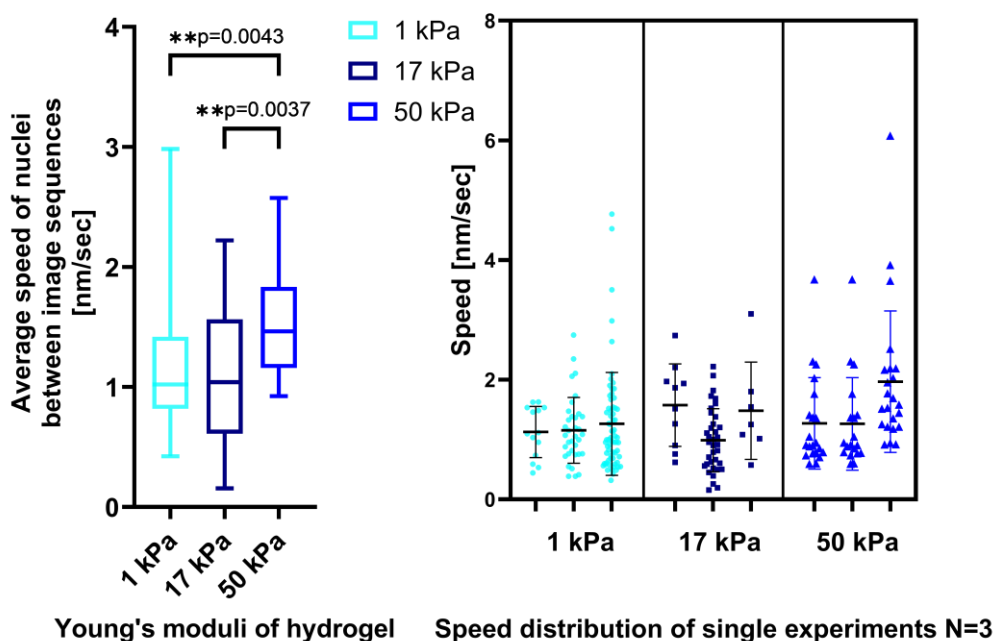 Average speed of nuclei
between image sequences
[nm/sec]
4
3
2
1
0
**p=0.0043
**p=0.0037
1 kPa
17 kPa
50 kPa
1 kPa
17 kPa
50 kPa
Young's moduli of hydrogel
Speed [nm/sec]
8
6
4
2
0
1 kPa
17 kPa
50 kPa
Speed distribution of single experiments N=3